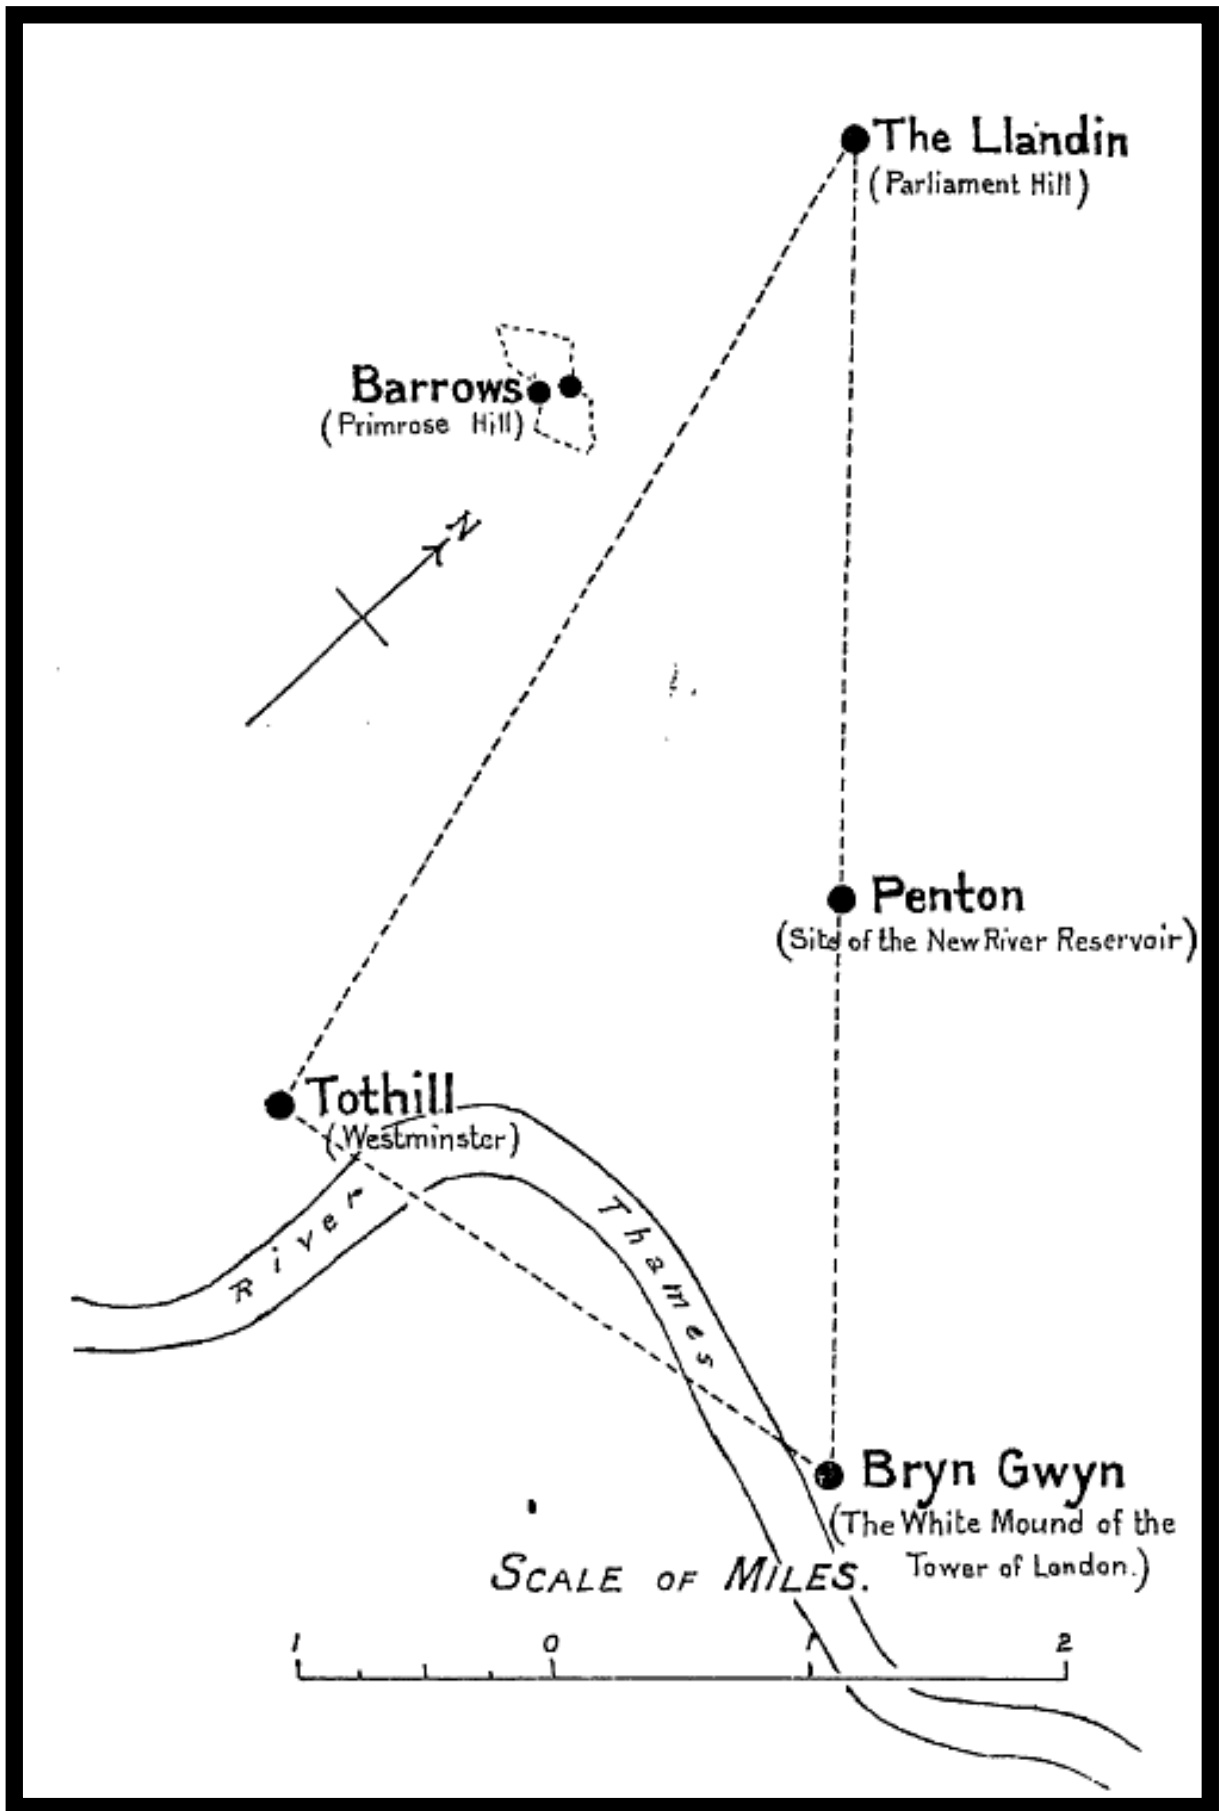 The Llandin
(Parliament Hill)
Barrows
(Primrose Hill)
N
Penton
(Site of the New River Reservoir)
Tothill
(Westminster)
River Thames
Bryn Gwyn
(The White Mound of the
Tower of London.)
SCALE OF MILES.
1 0 1 2